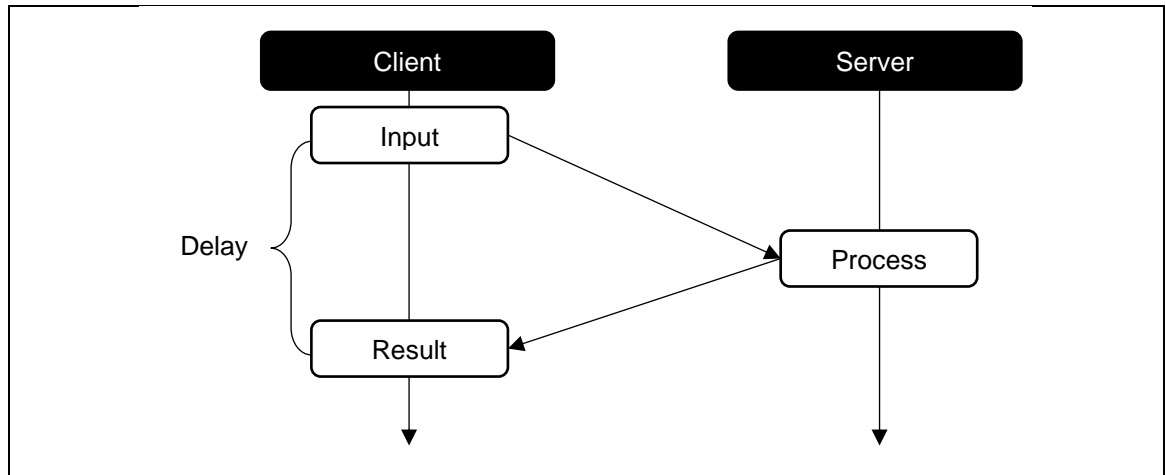 Client
Server
Input
Delay
Process
Result